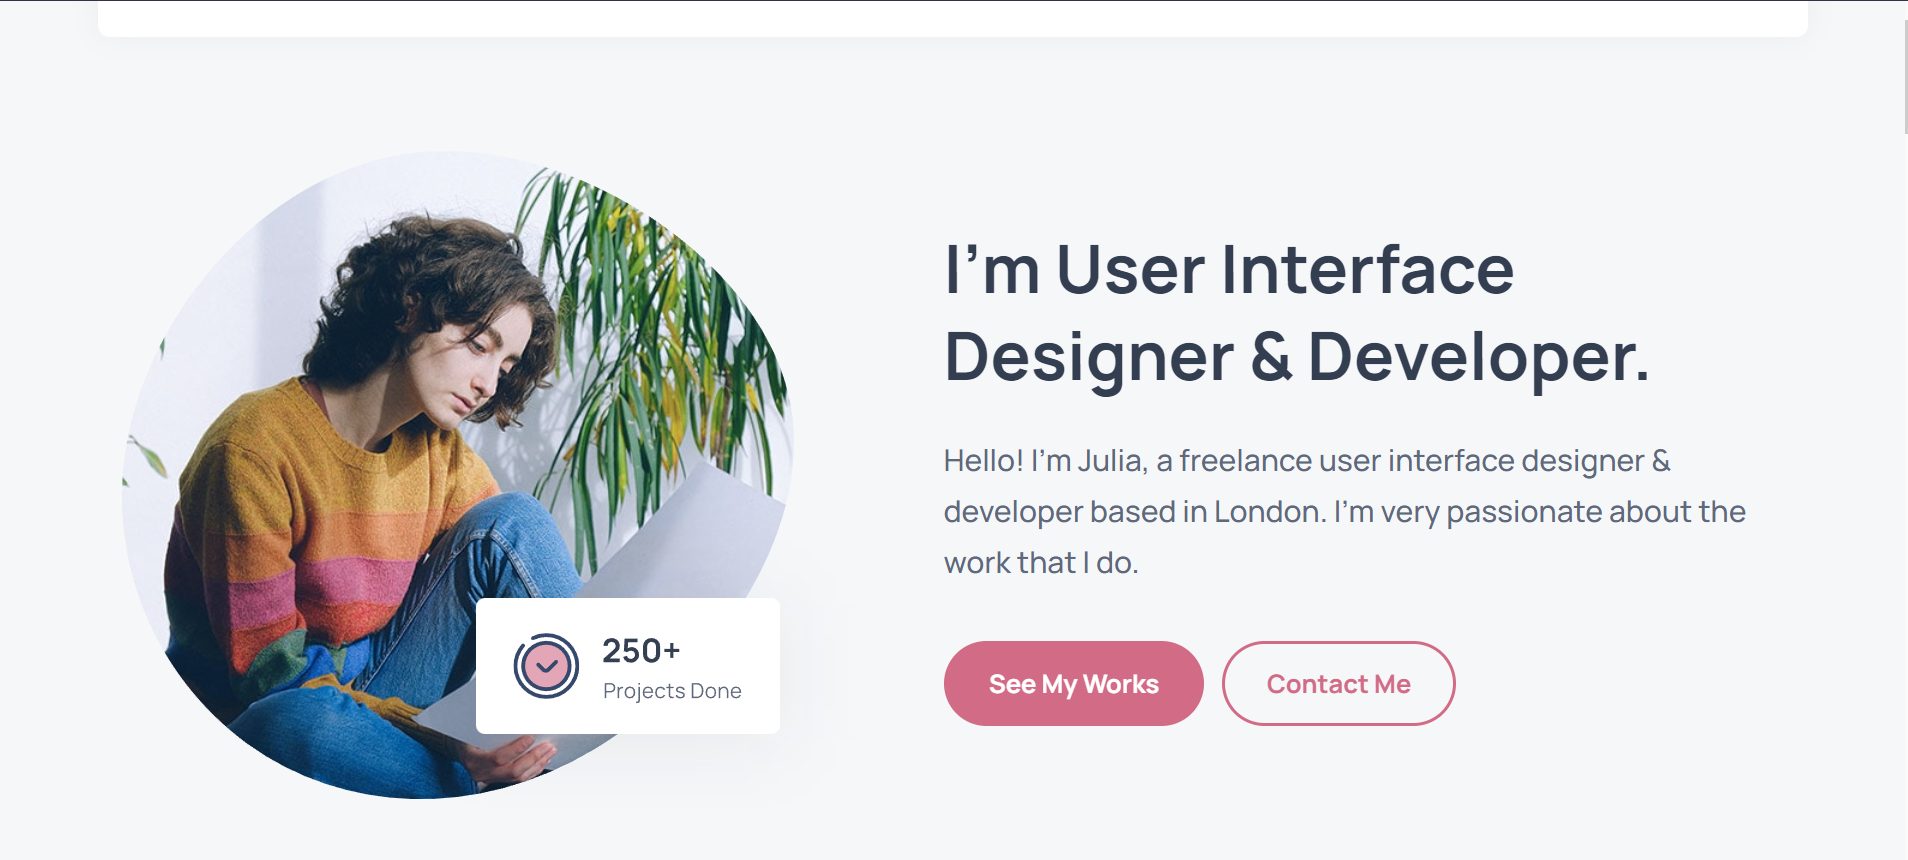 I’m User Interface
Designer & Developer.
Hello! I’m Julia, a freelance user interface designer &
developer based in London. I’m very passionate about the
work that I do.
See My Works
Contact Me
250+
Projects Done